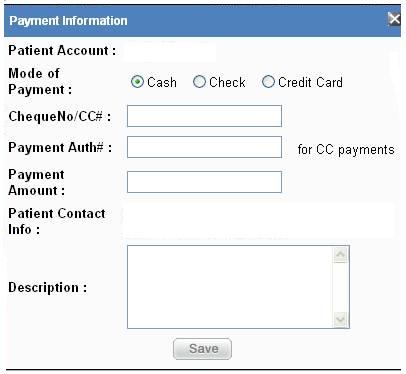 Payment Information
Patient Account :
Mode of
Payment :
Cash
Check
Credit Card
ChequeNo/CC# :
Payment Auth# :
for CC payments
Payment
Amount :
Patient Contact
Info :
Description :
Save